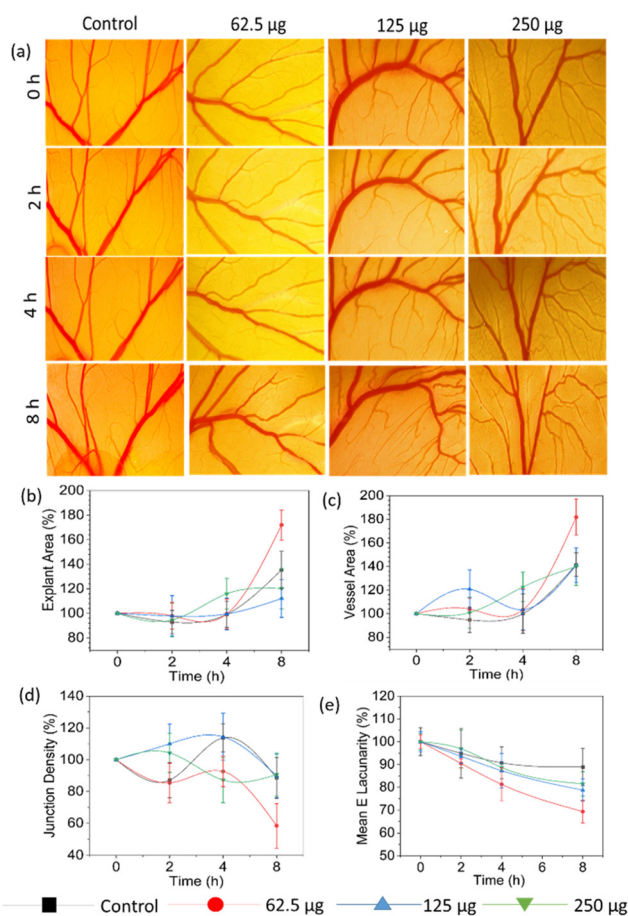 Control 62.5 µg 125 µg 250 µg
(a)
0 h
2 h
4 h
8 h
(b)
200
180
160
140
120
100
80
Explant Area (%)
0 2 4 8
Time (h)
(c)
200
180
160
140
120
100
80
Vessel Area (%)
0 2 4 8
Time (h)
(d)
140
120
100
80
60
40
Junction Density (%)
0 2 4 8
Time (h)
(e)
120
110
100
90
80
70
60
50
Mean E Lacunarity (%)
0 2 4 6 8
Time (h)
Control 62.5 µg 125 µg 250 µg